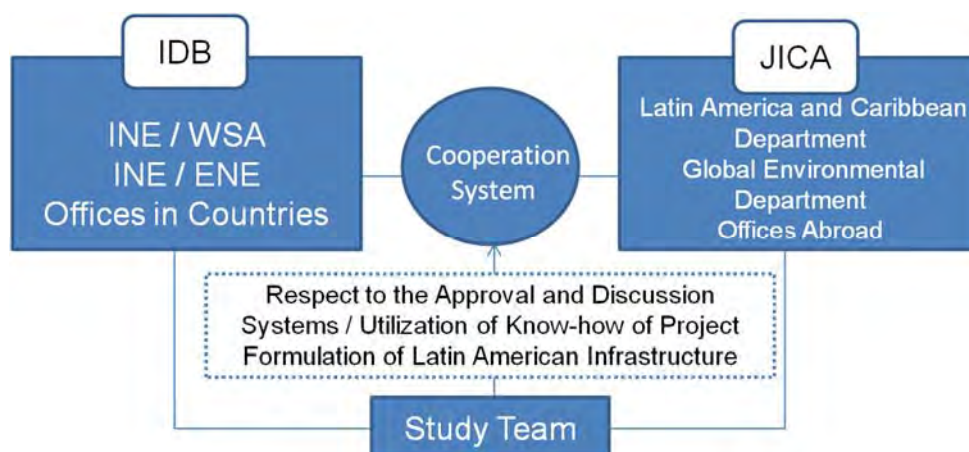 IDB
INE / WSA
INE / ENE
Offices in Countries
Cooperation
System
JICA
Latin America and Caribbean
Department
Global Environmental
Department
Offices Abroad
Respect to the Approval and Discussion
Systems / Utilization of Know-how of Project
Formulation of Latin American Infrastructure
Study Team